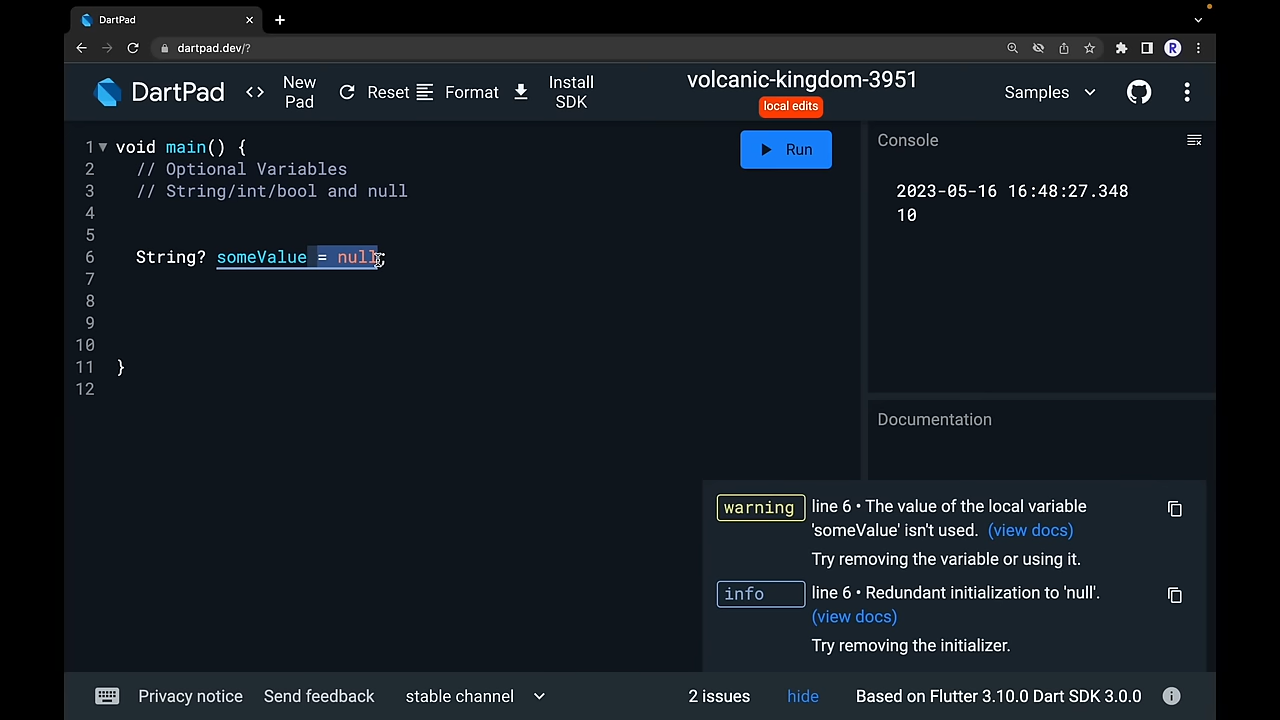 DartPad
dartpad.dev/?
R
DartPad
<> New Pad
Reset
Format
Install SDK
volcanic-kingdom-3951
local edits
Samples
1 void main() {
2 // Optional Variables
3 // String/int/bool and null
4
5
6 String? someValue = null;
7
8
9
10
11 }
12
Run
Console
2023-05-16 16:48:27.348
10
Documentation
warning line 6 • The value of the local variable
'someValue' isn't used. (view docs)
Try removing the variable or using it.
info line 6 • Redundant initialization to 'null'.
(view docs)
Try removing the initializer.
Privacy notice Send feedback stable channel 2 issues hide Based on Flutter 3.10.0 Dart SDK 3.0.0